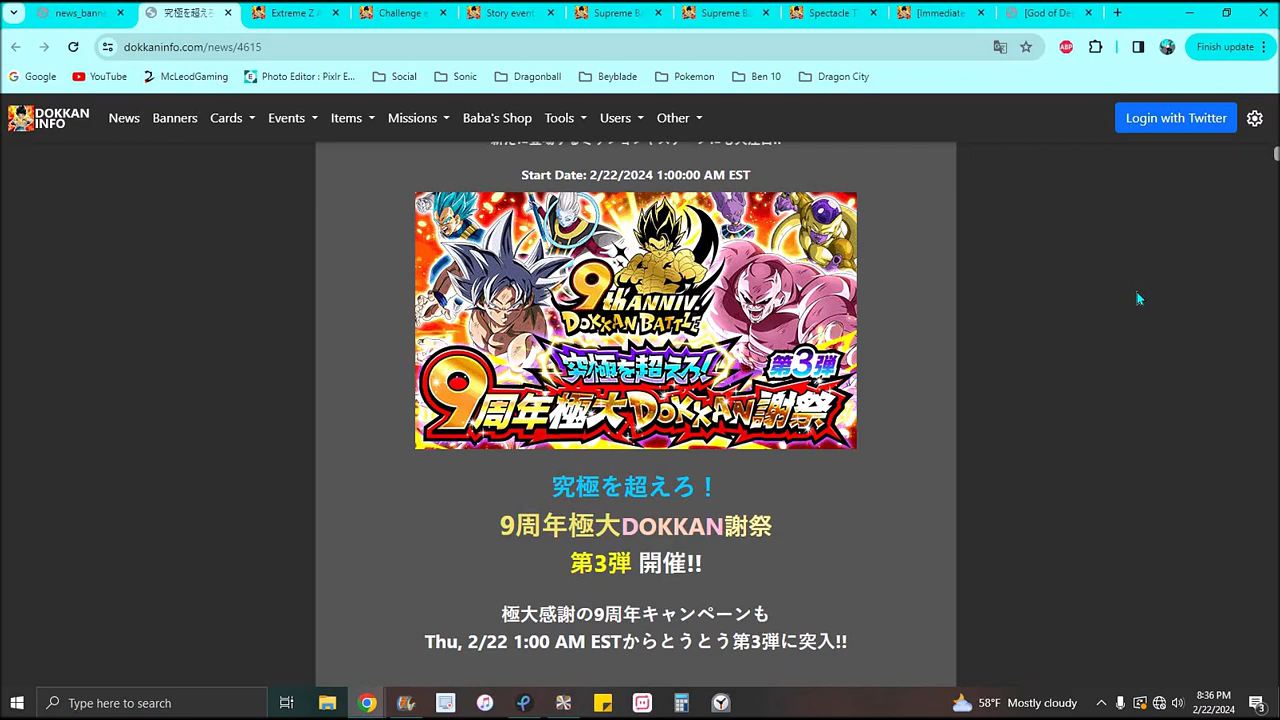 news_bann
究極を超えろ
Extreme Z A
Challenge e
Story event
Supreme B
Supreme B
Spectacle T
[Immediate
[God of De
dokkaninfo.com/news/4615
ABP
Finish update
Google
YouTube
McLeodGaming
Photo Editor : Pixlr E...
Social
Sonic
Dragonball
Beyblade
Pokemon
Ben 10
Dragon City
DOKKAN
INFO
News
Banners
Cards
Events
Items
Missions
Baba's Shop
Tools
Users
Other
Login with Twitter
Start Date: 2/22/2024 1:00:00 AM EST
9thANNIV.
DOKKAN BATTLE
究極を超えろ!
第3弾
9周年極大DOKKAN謝祭
究極を超えろ!
9周年極大DOKKAN謝祭
第3弾 開催!!
極大感謝の9周年キャンペーンも
Thu, 2/22 1:00 AM ESTからとうとう第3弾に突入!!
Type here to search
58°F Mostly cloudy
8:36 PM
2/22/2024
3